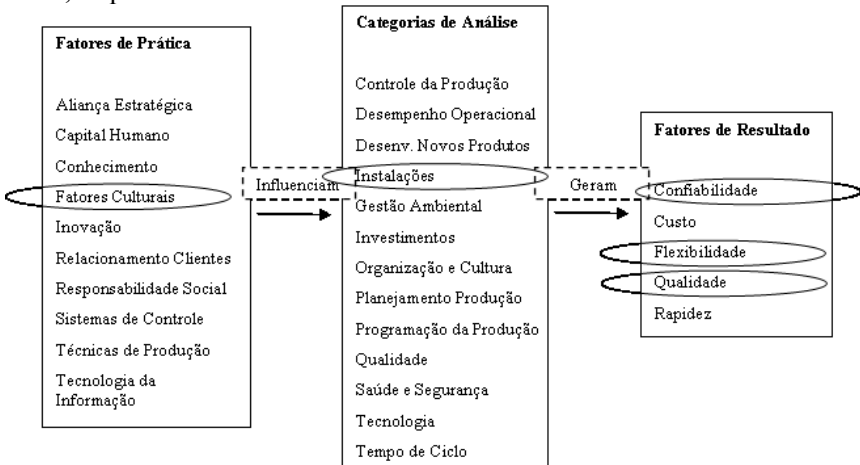 Fatores de Prática
Aliança Estratégica
Capital Humano
Conhecimento
Fatores Culturais
Inovação
Relacionamento Clientes
Responsabilidade Social
Sistemas de Controle
Técnicas de Produção
Tecnologia da
Informação
Influenciam
Categorias de Análise
Controle da Produção
Desempenho Operacional
Desenv. Novos Produtos
Instalações
Gestão Ambiental
Investimentos
Organização e Cultura
Planejamento Produção
Programação da Produção
Qualidade
Saúde e Segurança
Tecnologia
Tempo de Ciclo
Geram
Fatores de Resultado
Confiabilidade
Custo
Flexibilidade
Qualidade
Rapidez